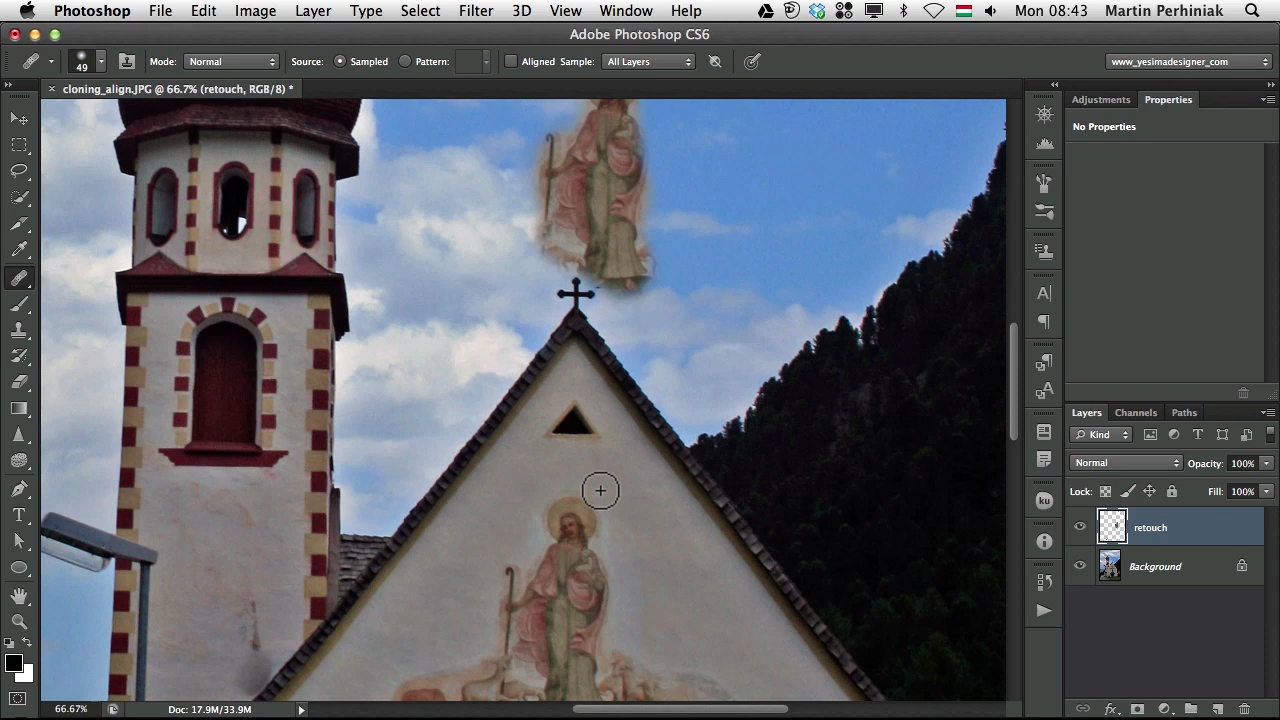 Photoshop File Edit Image Layer Type Select Filter 3D View Window Help Mon 08:43 Martin Perhiniak
Adobe Photoshop CS6
49 Mode: Normal Source: Sampled Pattern: Aligned Sample: All Layers www_yesimadesigner_com
× cloning_align.JPG @ 66.7% (retouch, RGB/8) *
Adjustments Properties
No Properties
Layers Channels Paths
Kind
Normal Opacity: 100%
Lock: Fill: 100%
ku
retouch
Background
66.67% Doc: 17.9M/33.9M
fx